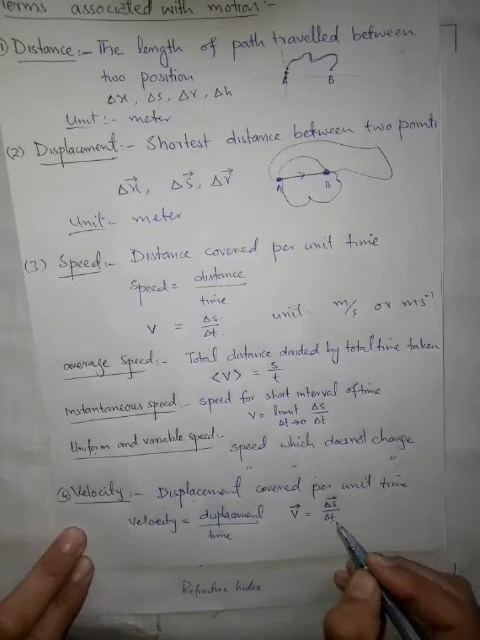 Terms associated with motion:-
(1) Distance:- The length of path travelled between
two position
Δx, Δs, Δr, Δh
A B
Unit:- meter
(2) Displacement:- Shortest distance between two points
Δx⃗, Δs⃗, Δr⃗
A B
Unit:- meter
(3) Speed:- Distance covered per unit time
Speed = distance / time
v = Δs / Δt unit: m/s or ms⁻¹
average speed:- Total distance divided by total time taken
<v> = s / t
Instantaneous speed - speed for short interval of time
v = limit Δt→0 Δs / Δt
Uniform and variable speed:- speed which doesnot change
" " "
(4) Velocity:- Displacement covered per unit time
Velocity = displacement / time v⃗ = Δs⃗ / Δt
Refractive Index